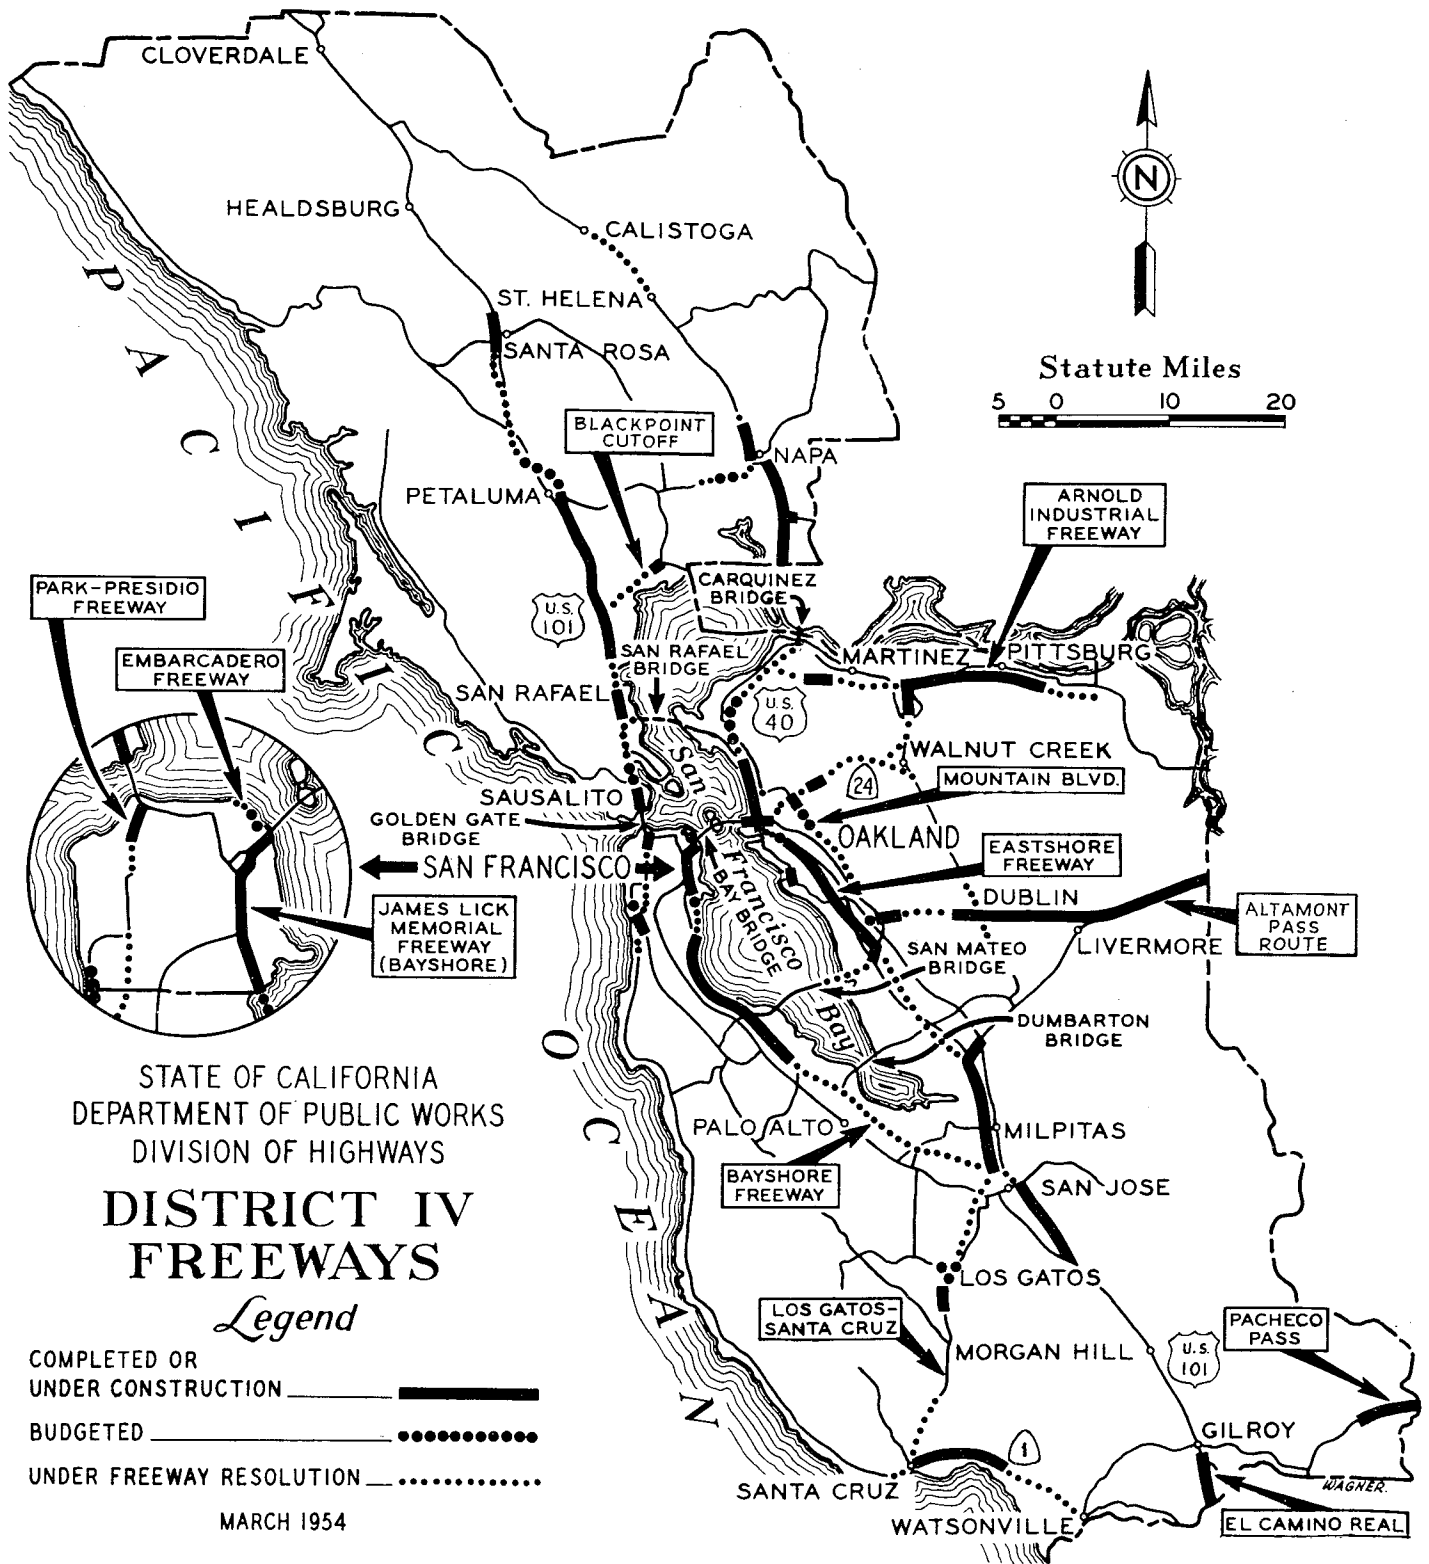 CLOVERDALE
HEALDSBURG
CALISTOGA
ST. HELENA
SANTA ROSA
N
Statute Miles
5 0 10 20
BLACKPOINT
CUTOFF
NAPA
PETALUMA
ARNOLD
INDUSTRIAL
FREEWAY
PARK-PRESIDIO
FREEWAY
EMBARCADERO
FREEWAY
U.S.
101
CARQUINEZ
BRIDGE
SAN RAFAEL
BRIDGE
MARTINEZ
PITTSBURG
SAN RAFAEL
U.S.
40
WALNUT CREEK
24
MOUNTAIN BLVD.
SAUSALITO
GOLDEN GATE
BRIDGE
OAKLAND
SAN FRANCISCO
EASTSHORE
FREEWAY
San
Francisco
Bay
BAY BRIDGE
DUBLIN
JAMES LICK
MEMORIAL
FREEWAY
(BAYSHORE)
LIVERMORE
ALTAMONT
PASS
ROUTE
SAN MATEO
BRIDGE
DUMBARTON
BRIDGE
PACIFIC OCEAN
PALO ALTO
MILPITAS
BAYSHORE
FREEWAY
SAN JOSE
LOS GATOS
LOS GATOS-
SANTA CRUZ
MORGAN HILL
U.S.
101
PACHECO
PASS
GILROY
1
SANTA CRUZ
WATSONVILLE
WAGNER.
EL CAMINO REAL
STATE OF CALIFORNIA
DEPARTMENT OF PUBLIC WORKS
DIVISION OF HIGHWAYS
DISTRICT IV
FREEWAYS
Legend
COMPLETED OR
UNDER CONSTRUCTION
BUDGETED
UNDER FREEWAY RESOLUTION
MARCH 1954